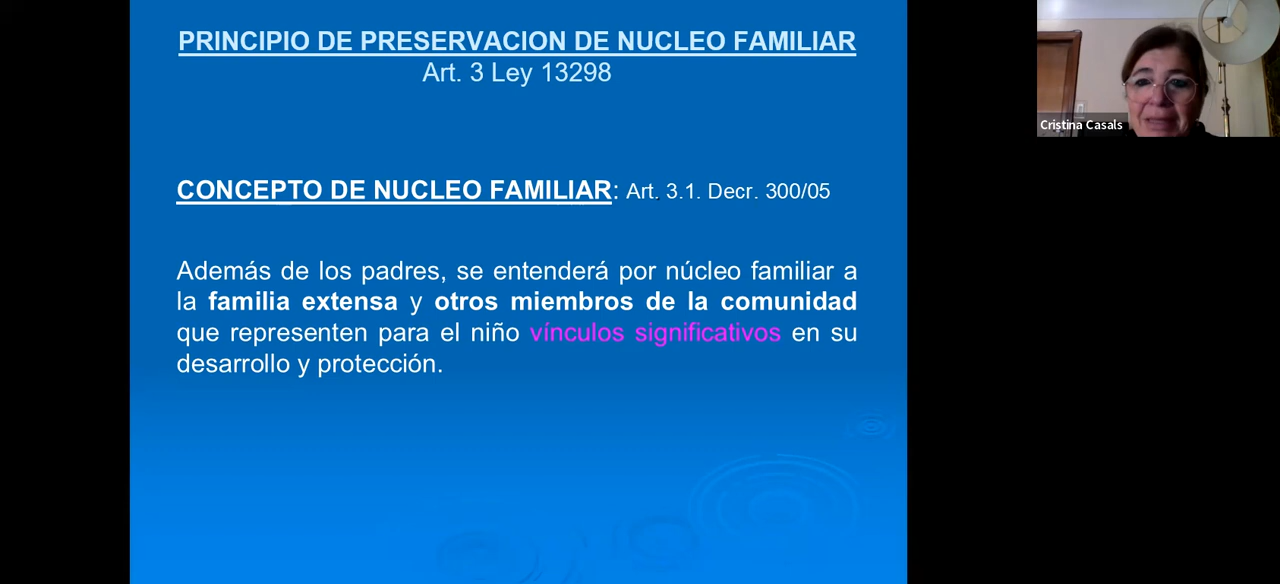 PRINCIPIO DE PRESERVACION DE NUCLEO FAMILIAR
Art. 3 Ley 13298
CONCEPTO DE NUCLEO FAMILIAR: Art. 3.1. Decr. 300/05
Además de los padres, se entenderá por núcleo familiar a
la familia extensa y otros miembros de la comunidad
que representen para el niño vínculos significativos en su
desarrollo y protección.
Cristina Casals